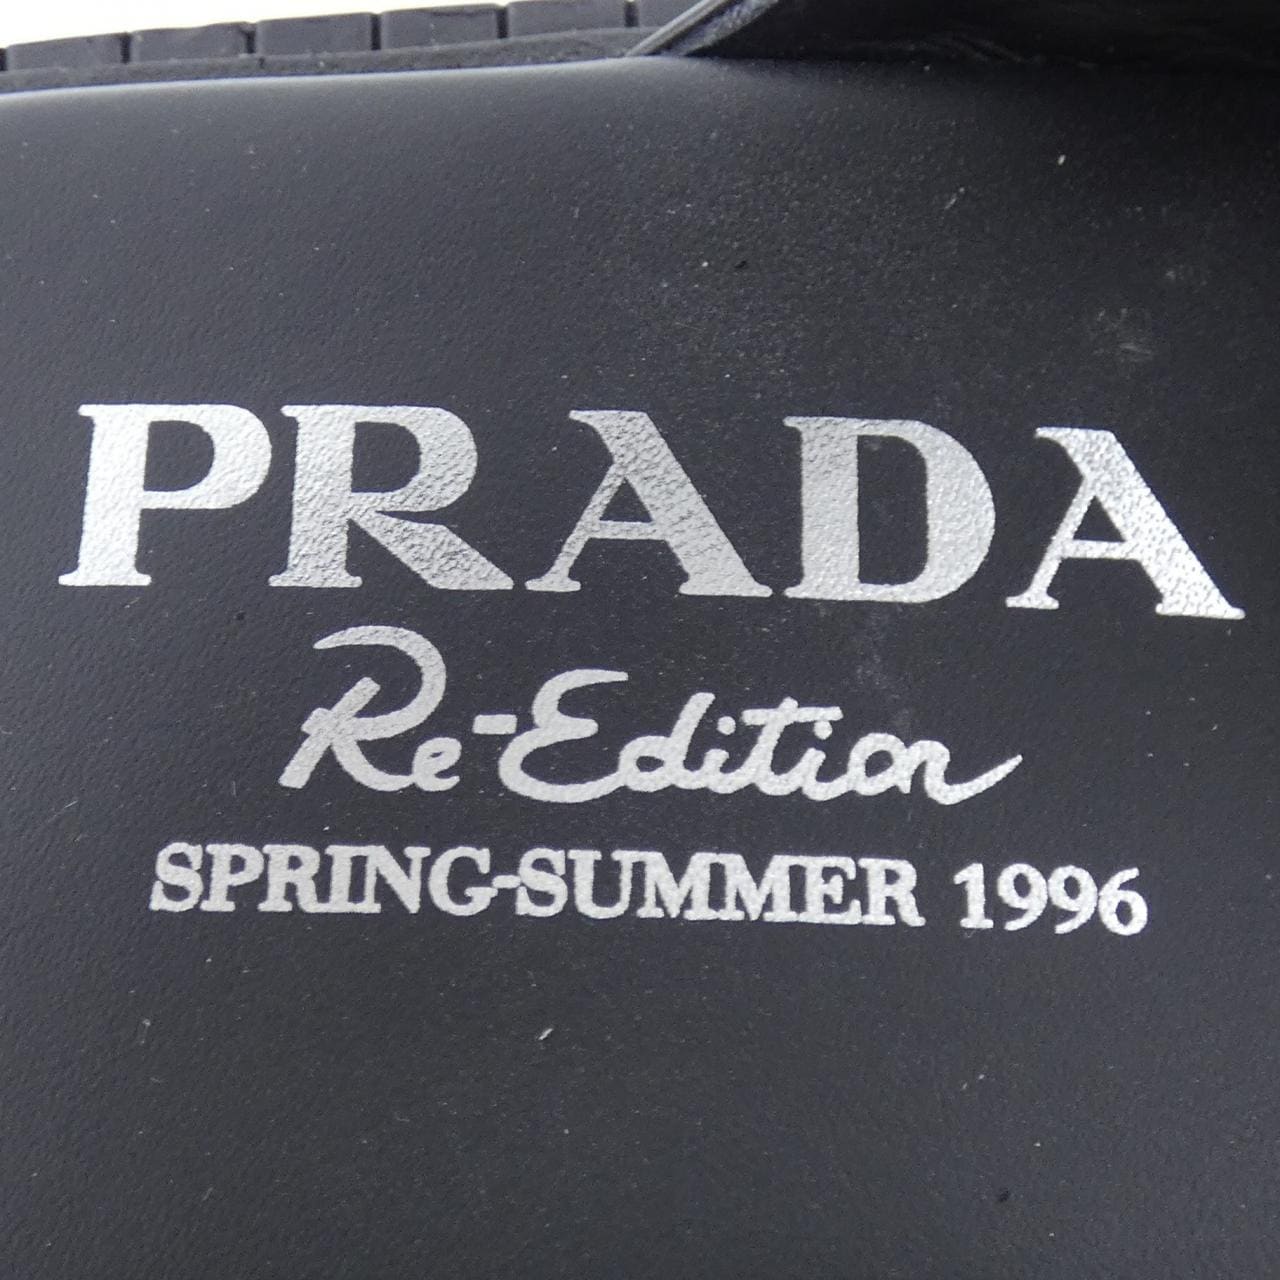 PRADA
Re-Edition
SPRING-SUMMER 1996